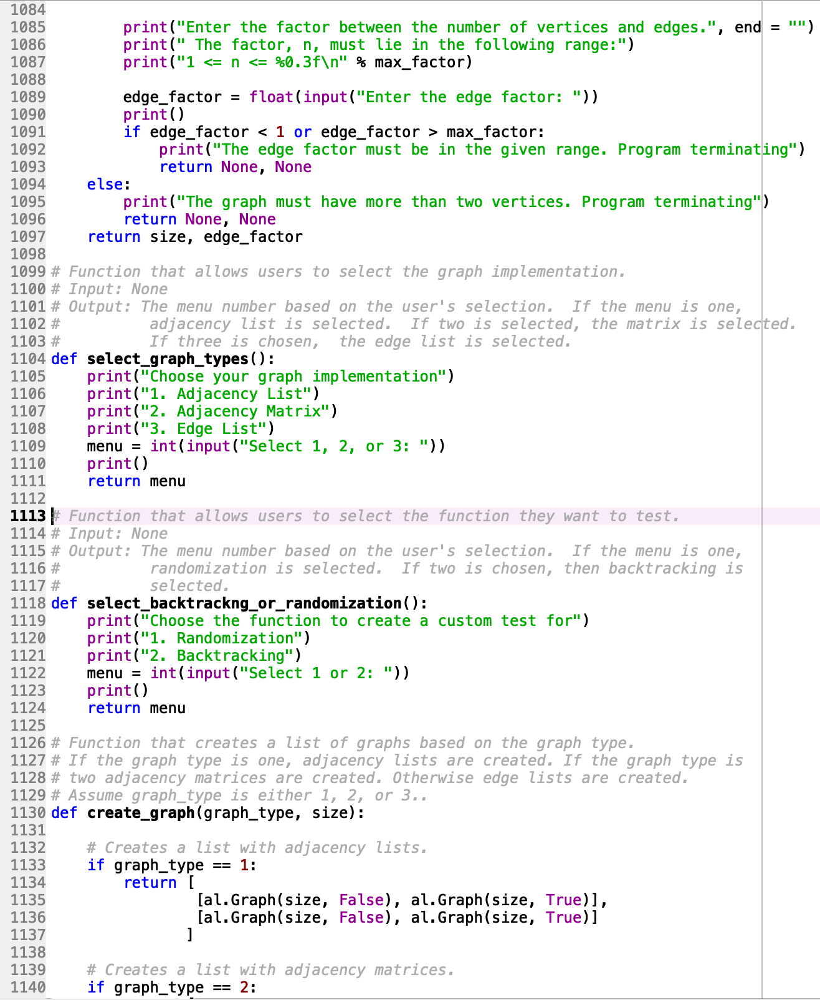 1084
1085         print("Enter the factor between the number of vertices and edges.", end = "")
1086         print(" The factor, n, must lie in the following range:")
1087         print("1 <= n <= %0.3f\n" % max_factor)
1088
1089         edge_factor = float(input("Enter the edge factor: "))
1090         print()
1091         if edge_factor < 1 or edge_factor > max_factor:
1092             print("The edge factor must be in the given range. Program terminating")
1093             return None, None
1094     else:
1095         print("The graph must have more than two vertices. Program terminating")
1096         return None, None
1097     return size, edge_factor
1098
1099 # Function that allows users to select the graph implementation.
1100 # Input: None
1101 # Output: The menu number based on the user's selection.  If the menu is one,
1102 #          adjacency list is selected.  If two is selected, the matrix is selected.
1103 #          If three is chosen,  the edge list is selected.
1104 def select_graph_types():
1105     print("Choose your graph implementation")
1106     print("1. Adjacency List")
1107     print("2. Adjacency Matrix")
1108     print("3. Edge List")
1109     menu = int(input("Select 1, 2, or 3: "))
1110     print()
1111     return menu
1112
1113 # Function that allows users to select the function they want to test.
1114 # Input: None
1115 # Output: The menu number based on the user's selection.  If the menu is one,
1116 #          randomization is selected.  If two is chosen, then backtracking is
1117 #          selected.
1118 def select_backtrackng_or_randomization():
1119     print("Choose the function to create a custom test for")
1120     print("1. Randomization")
1121     print("2. Backtracking")
1122     menu = int(input("Select 1 or 2: "))
1123     print()
1124     return menu
1125
1126 # Function that creates a list of graphs based on the graph type.
1127 # If the graph type is one, adjacency lists are created. If the graph type is
1128 # two adjacency matrices are created. Otherwise edge lists are created.
1129 # Assume graph_type is either 1, 2, or 3..
1130 def create_graph(graph_type, size):
1131
1132     # Creates a list with adjacency lists.
1133     if graph_type == 1:
1134         return [
1135                 [al.Graph(size, False), al.Graph(size, True)],
1136                 [al.Graph(size, False), al.Graph(size, True)]
1137                ]
1138
1139     # Creates a list with adjacency matrices.
1140     if graph_type == 2: